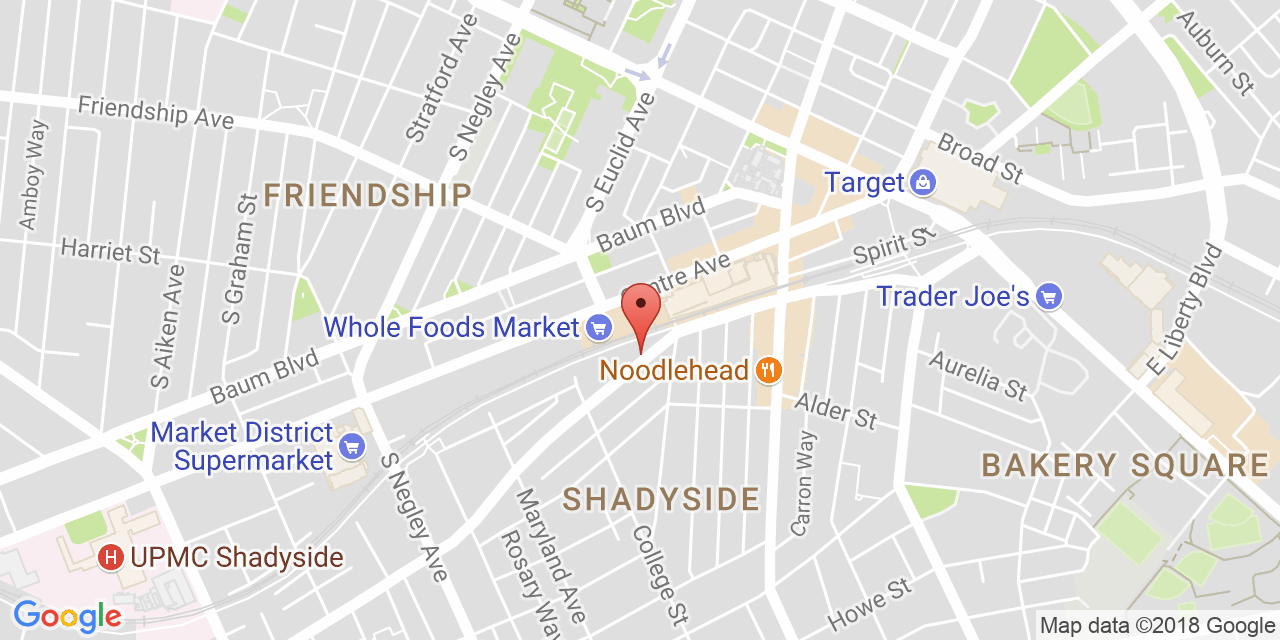 Auburn St
Stratford Ave
S Negley Ave
Friendship Ave
S Euclid Ave
Amboy Way
Broad St
Target
FRIENDSHIP
S Graham St
Baum Blvd
Harriet St
Spirit St
Centre Ave
E Liberty Blvd
S Aiken Ave
Trader Joe's
Whole Foods Market
Baum Blvd
Noodlehead
Aurelia St
Alder St
Market District
Supermarket
Carron Way
BAKERY SQUARE
S Negley Ave
SHADYSIDE
Maryland Ave
Rosary Way
College St
H
UPMC Shadyside
Howe St
Google
Map data ©2018 Google